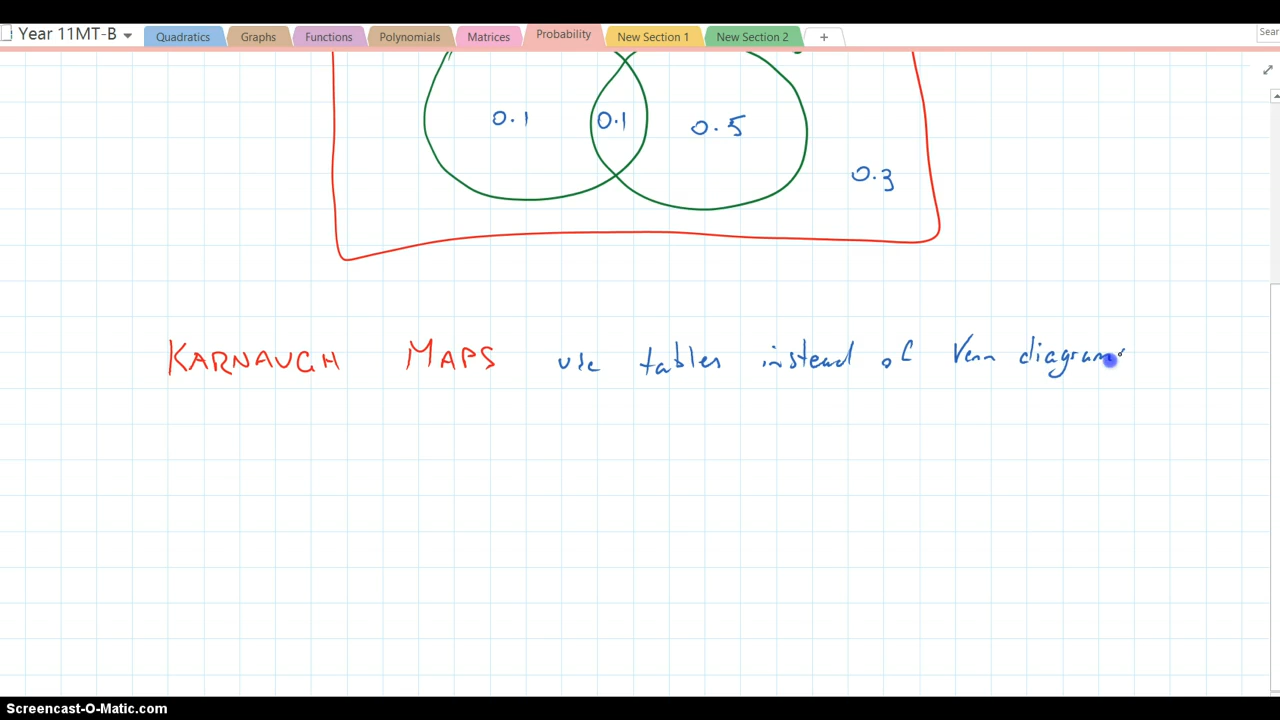 Year 11MT-B
Quadratics Graphs Functions Polynomials Matrices Probability New Section 1 New Section 2 +
Sear
0.1 0.1 0.5
0.3
KARNAUGH MAPS use tables instead of Venn diagrams
Screencast-O-Matic.com